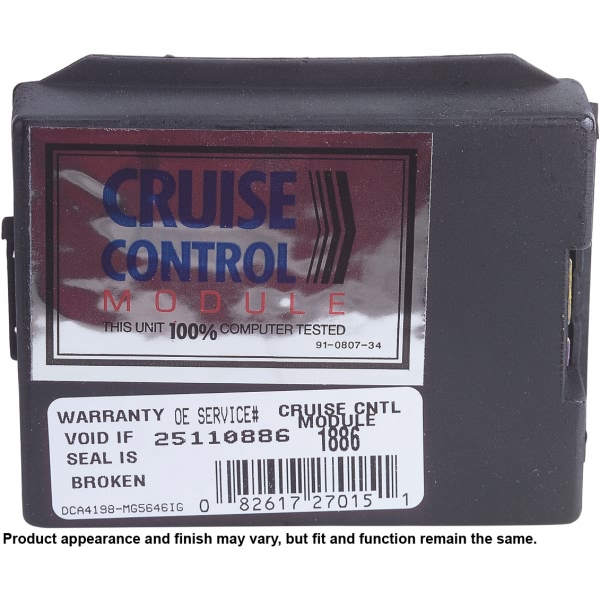 CRUISE
CONTROL
MODULE
THIS UNIT 100% COMPUTER TESTED
91-0807-34
WARRANTY OE SERVICE# CRUISE CNTL
MODULE
VOID IF 25110886 1886
SEAL IS
BROKEN
DCA4198-MG5646IG
0 82617 27015 1
Product appearance and finish may vary, but fit and function remain the same.